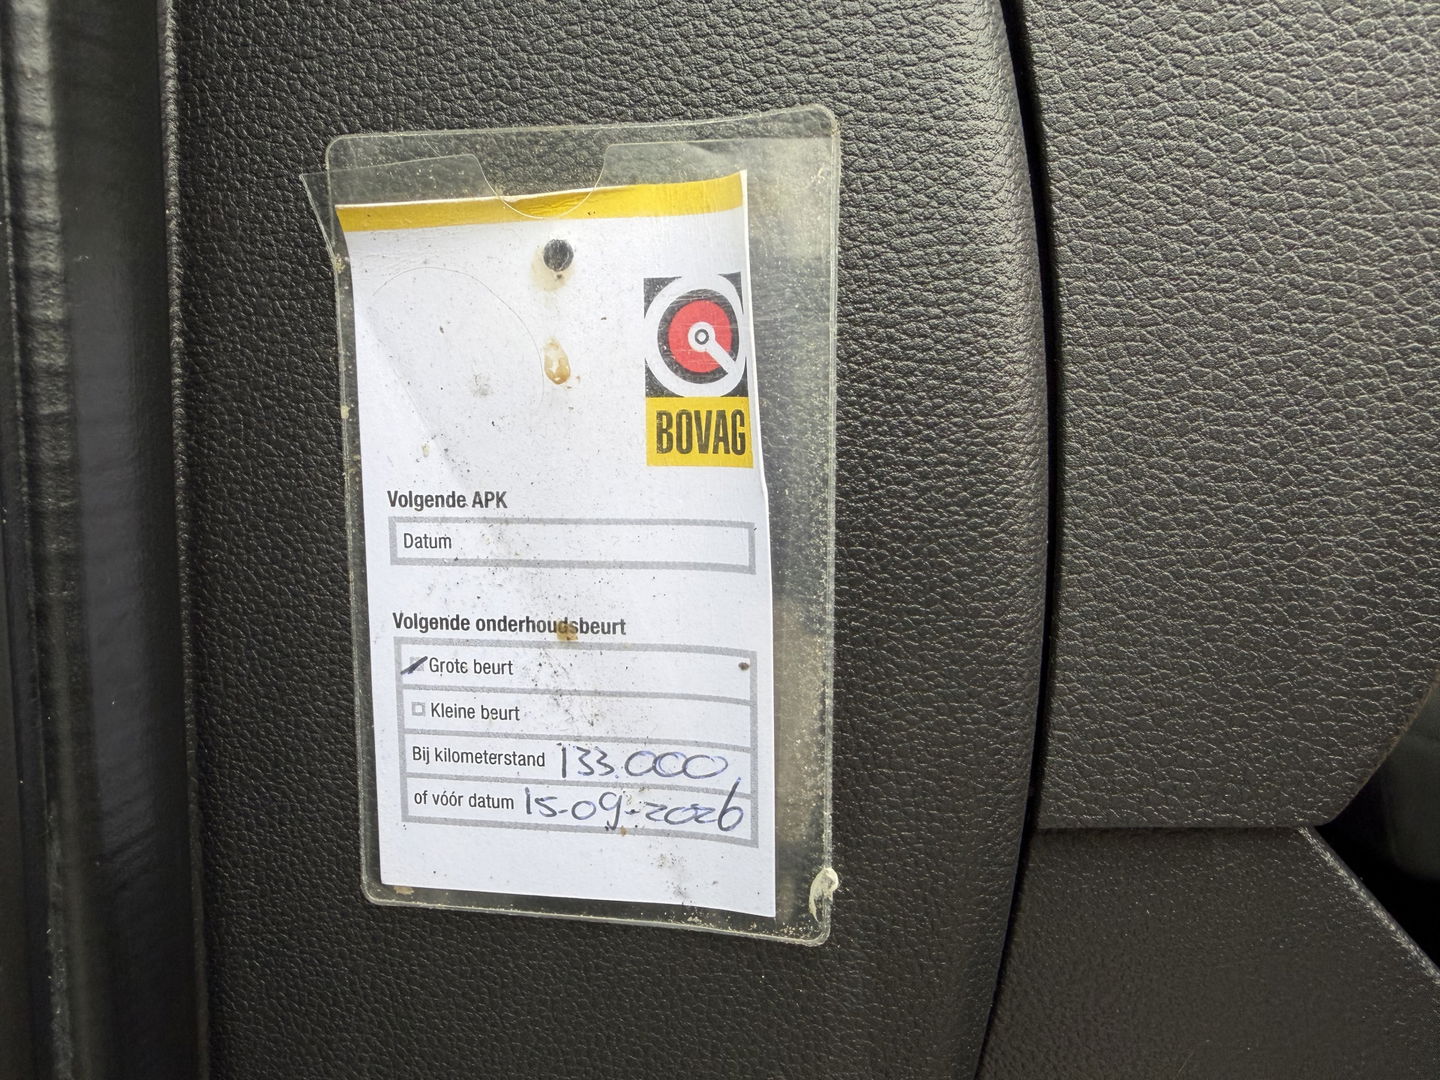 BOVAG
Volgende APK
Datum
Volgende onderhoudsbeurt
Grote beurt
Kleine beurt
Bij kilometerstand 133.000
of vóór datum 15-09-2026